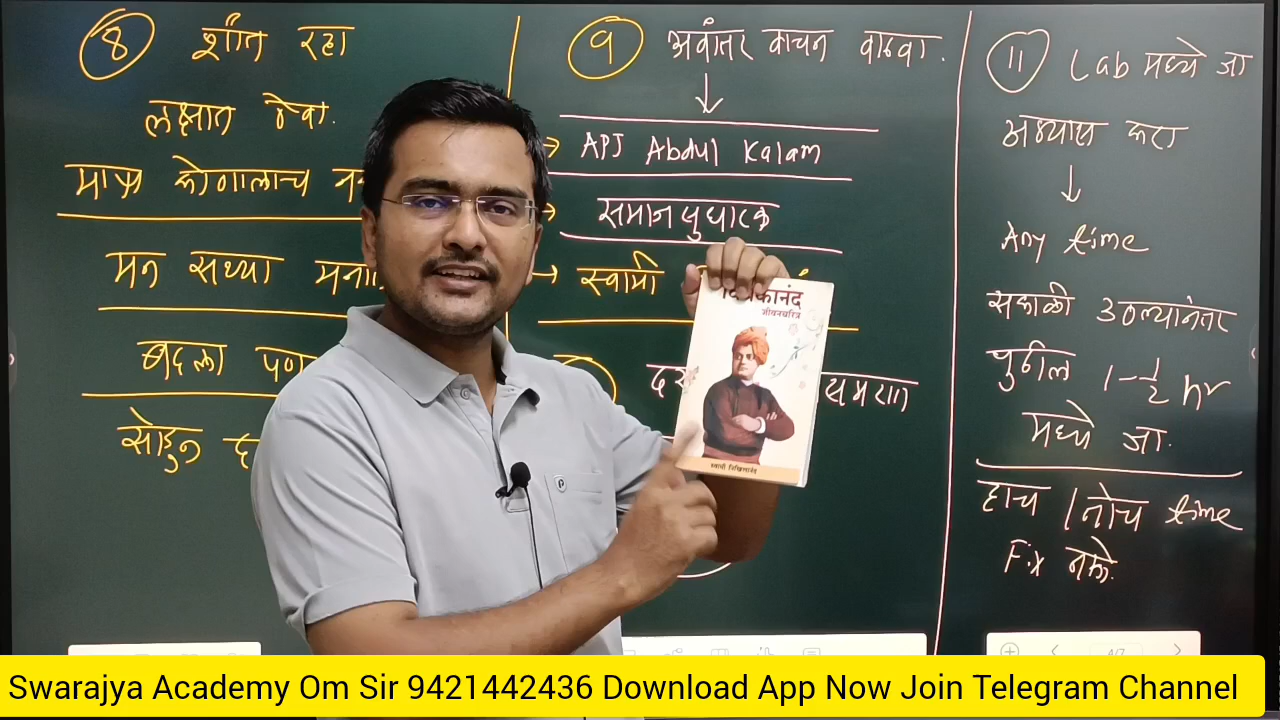 8 शांत रहा
लक्षात ठेवा.
मात्र कोणालाच
मन सध्या
बदला पण
सोडुन
9 अवांतर वाचन वाढवा.
APJ Abdul Kalam
समाजसुधारक
→ स्वामी
विवेकानंद
जीवनचरित्र
स्वामी निखिलानंद
11 Lab मध्ये जा
अभ्यास करा
Any time
सकाळी उठल्यानंतर
पुढील 1-1/2 hr
मध्ये जा.
हाच / तोच time
Fix नको.
Swarajya Academy Om Sir 9421442436 Download App Now Join Telegram Channel